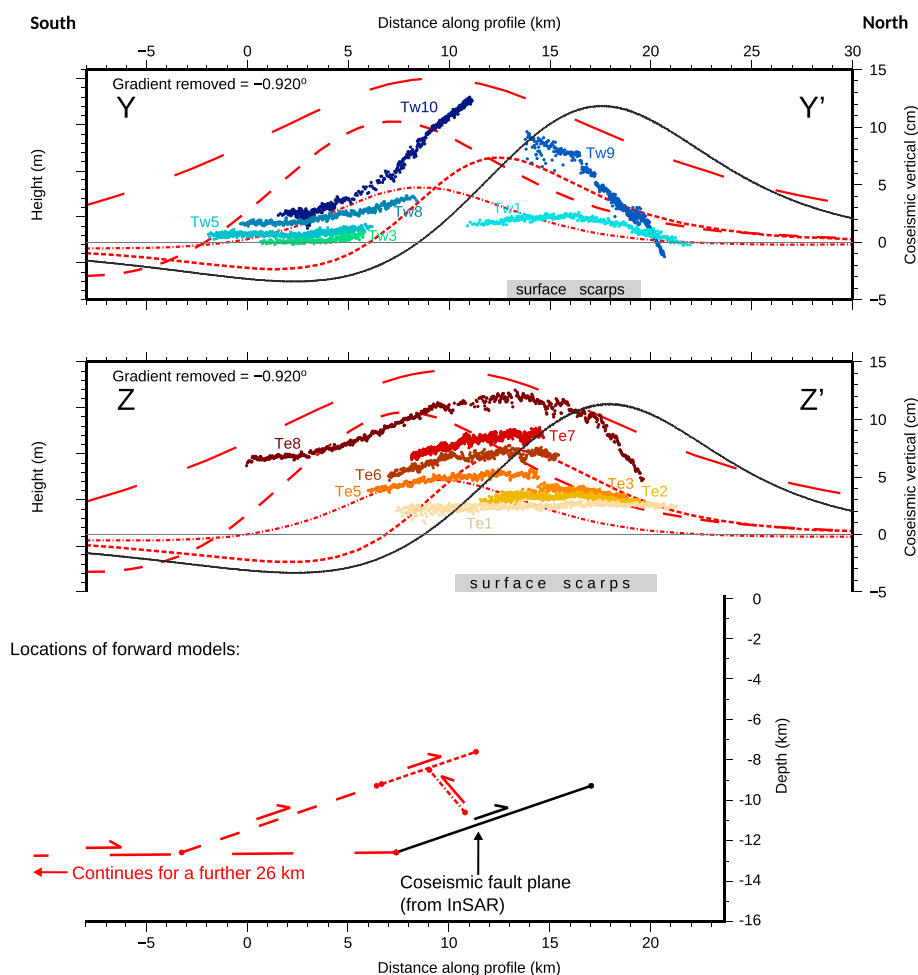 South
Distance along profile (km)
North
−5 0 5 10 15 20 25 30
Gradient removed = −0.920º
Y
Y’
Tw10
Tw9
Tw8
Tw5
Tw1
Tw3
surface scarps
Height (m)
15
10
5
0
−5
Coseismic vertical (cm)
Gradient removed = −0.920º
Z
Z’
Te8
Te7
Te6
Te5
Te3
Te2
Te1
surface scarps
Height (m)
15
10
5
0
−5
Coseismic vertical (cm)
Locations of forward models:
0
-2
-4
-6
-8
-10
-12
-14
-16
Depth (km)
Continues for a further 26 km
Coseismic fault plane
(from InSAR)
−5 0 5 10 15 20
Distance along profile (km)